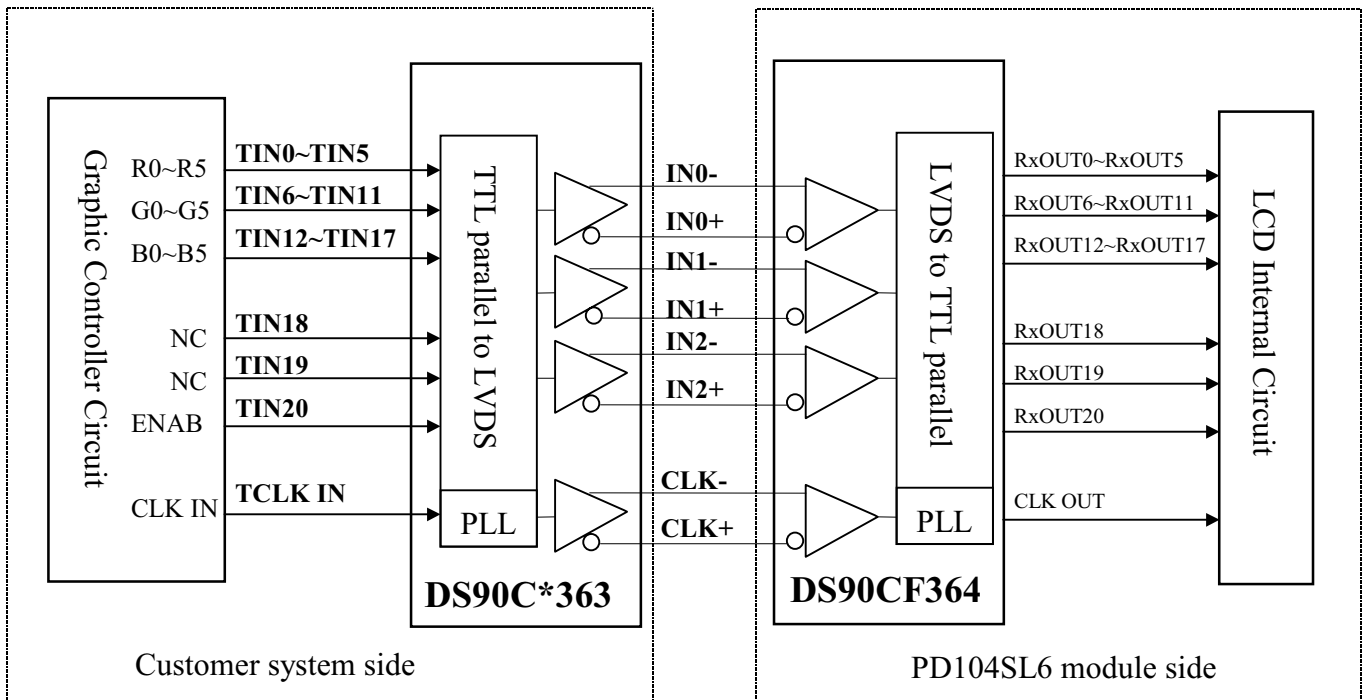 Graphic Controller Circuit
R0~R5
G0~G5
B0~B5
NC
NC
ENAB
CLK IN
TIN0~TIN5
TIN6~TIN11
TIN12~TIN17
TIN18
TIN19
TIN20
TCLK IN
TTL parallel to LVDS
PLL
DS90C*363
IN0-
IN0+
IN1-
IN1+
IN2-
IN2+
CLK-
CLK+
LVDS to TTL parallel
PLL
DS90CF364
RxOUT0~RxOUT5
RxOUT6~RxOUT11
RxOUT12~RxOUT17
RxOUT18
RxOUT19
RxOUT20
CLK OUT
LCD Internal Circuit
Customer system side
PD104SL6 module side